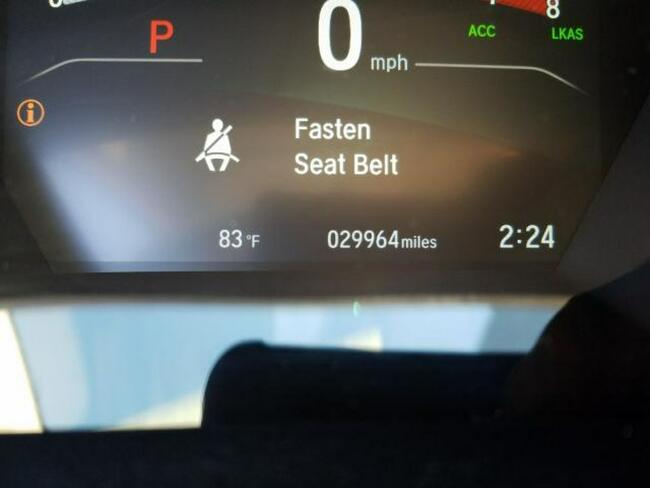 8
P
0 mph
ACC
LKAS
Fasten
Seat Belt
83 °F
029964 miles
2:24